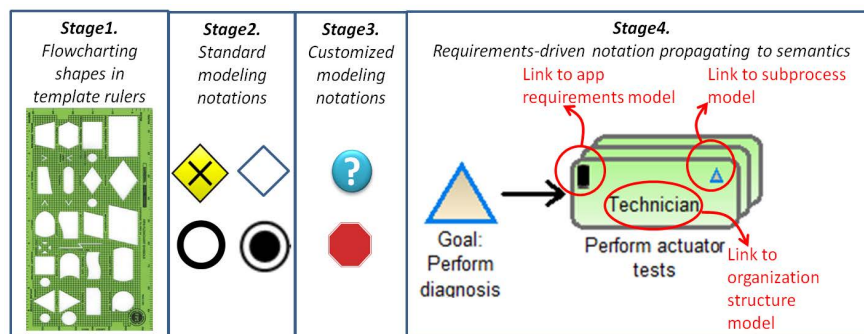 Stage1.
Flowcharting
shapes in
template rulers
Stage2.
Standard
modeling
notations
Stage3.
Customized
modeling
notations
?
Stage4.
Requirements-driven notation propagating to semantics
Link to app
requirements model
Link to subprocess
model
Technician
Goal:
Perform
diagnosis
Perform actuator
tests
Link to
organization
structure
model